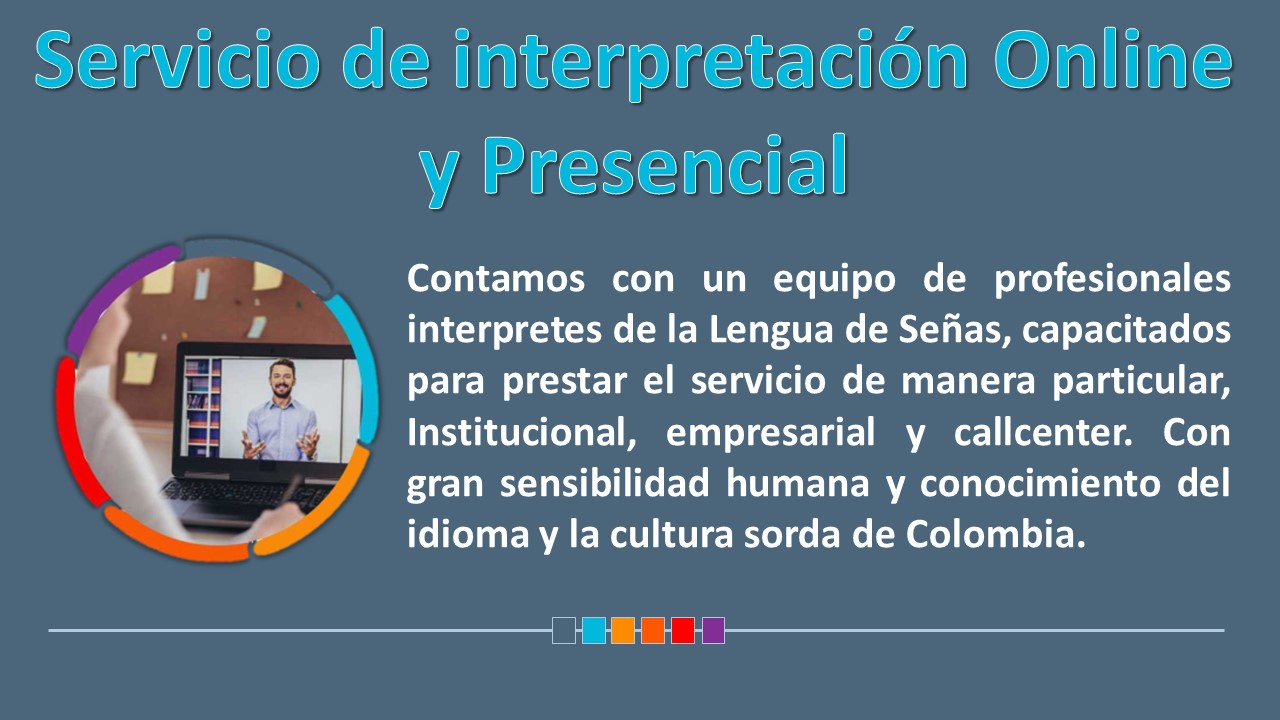 Servicio de interpretación Online
y Presencial
Contamos con un equipo de profesionales
interpretes de la Lengua de Señas, capacitados
para prestar el servicio de manera particular,
Institucional, empresarial y callcenter. Con
gran sensibilidad humana y conocimiento del
idioma y la cultura sorda de Colombia.